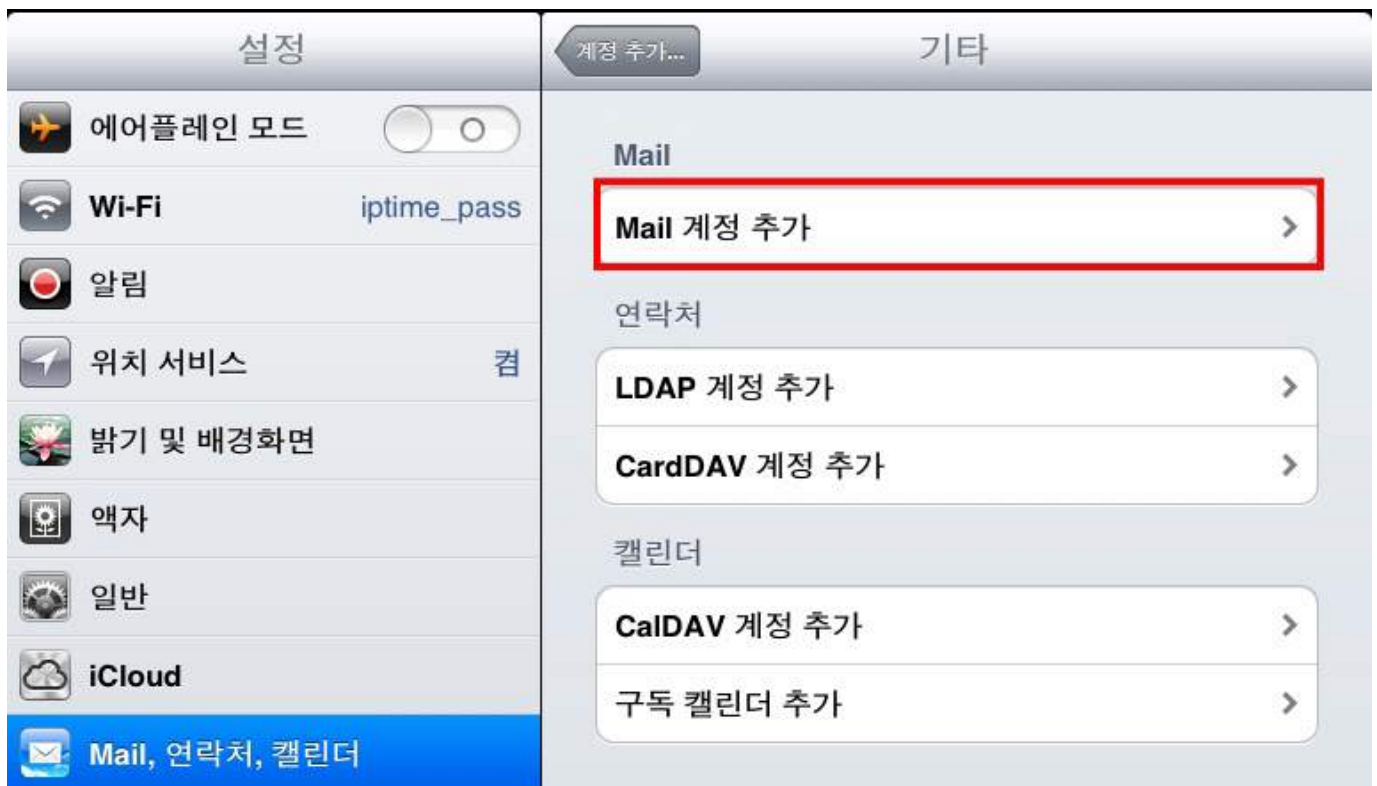 설정
에어플레인 모드
Wi-Fi iptime_pass
알림
위치 서비스 켬
밝기 및 배경화면
액자
일반
iCloud
Mail, 연락처, 캘린더
계정 추가...
기타
Mail
Mail 계정 추가
연락처
LDAP 계정 추가
CardDAV 계정 추가
캘린더
CalDAV 계정 추가
구독 캘린더 추가